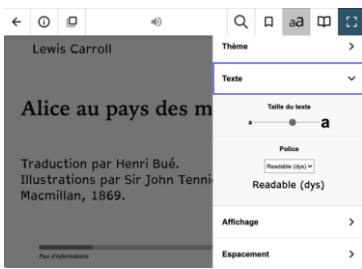 aA
Lewis Carroll
Alice au pays des m
Traduction par Henri Bué.
Illustrations par Sir John Tenni
Macmillan, 1869.
Plus d'informations
Thème
Texte
Taille du texte
a a
Police
Readable (dys)
Readable (dys)
Affichage
Espacement